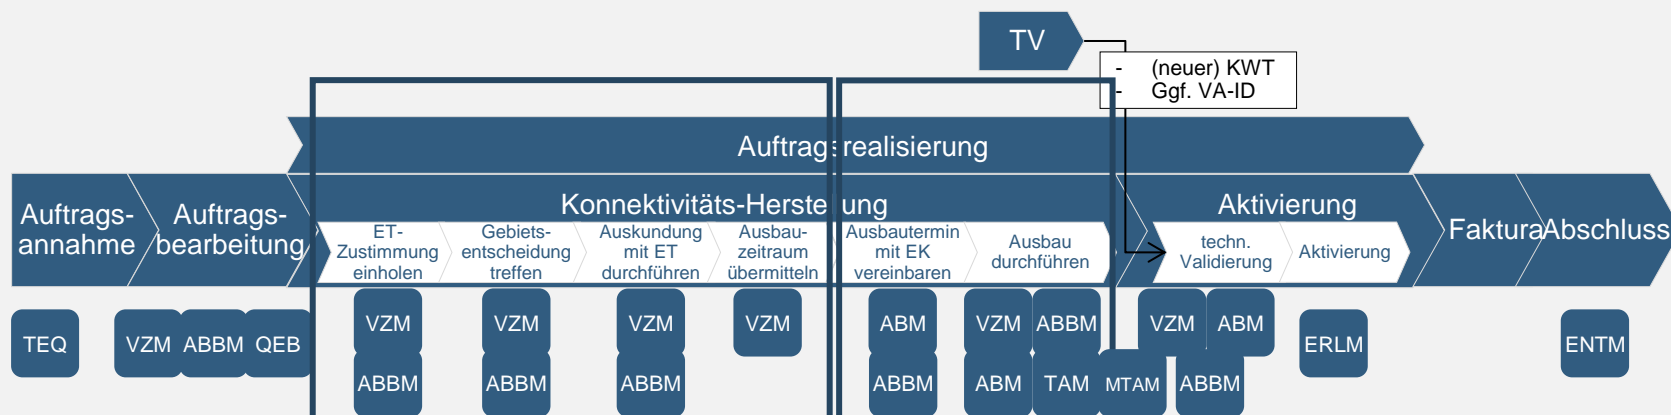 TV
- (neuer) KWT
- Ggf. VA-ID
Auftragsrealisierung
Auftrags-
annahme
Auftrags-
bearbeitung
Konnektivitäts-Herstellung
Aktivierung
Faktura
Abschluss
ET-
Zustimmung
einholen
Gebiets-
entscheidung
treffen
Auskundung
mit ET
durchführen
Ausbau-
zeitraum
übermitteln
Ausbautermin
mit EK
vereinbaren
Ausbau
durchführen
techn.
Validierung
Aktivierung
TEQ
VZM
ABBM
QEB
VZM
ABBM
VZM
ABBM
VZM
ABBM
VZM
ABM
ABBM
VZM
ABBM
ABM
TAM
MTAM
VZM
ABM
ABBM
ERLM
ENTM